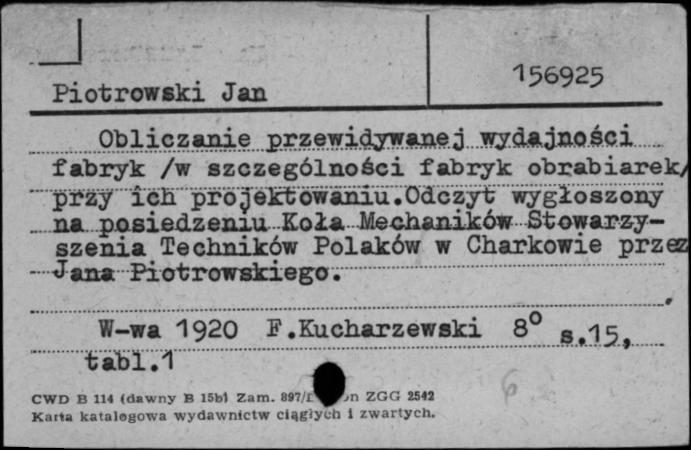 156925
Piotrowski Jan
Obliczanie przewidywanej wydajności
fabryk /w szczególności fabryk obrabiarek/
przy ich projektowaniu.Odczyt wygłoszony
na posiedzeniu Koła Mechaników Stowarzy-
szenia Techników Polaków w Charkowie przez
Jana Piotrowskiego.
W-wa 1920 F.Kucharzewski 8° s.15,
tabl.1
CWD B 114 (dawny B 15b) Zam. ZGG 2542
Karta katalogowa wydawnictw ciągłych i zwartych.
6